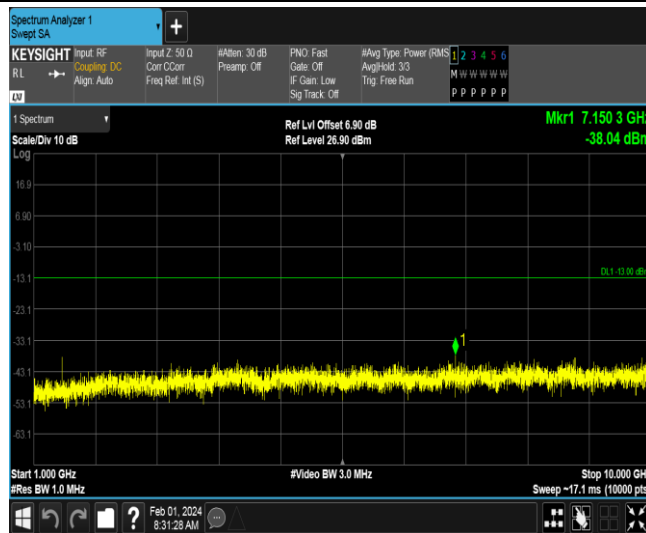 Spectrum Analyzer 1
Swept SA
+
KEYSIGHT
RL
LXI
Input: RF
Coupling: DC
Align: Auto
Input Z: 50 Ω
Corr CCorr
Freq Ref: Int (S)
#Atten: 30 dB
Preamp: Off
PNO: Fast
Gate: Off
IF Gain: Low
Sig Track: Off
#Avg Type: Power (RMS
Avg|Hold: 3/3
Trig: Free Run
1 2 3 4 5 6
M W W W W W
P P P P P P
1 Spectrum
Scale/Div 10 dB
Log
Ref Lvl Offset 6.90 dB
Ref Level 26.90 dBm
Mkr1 7.150 3 GHz
-38.04 dBm
16.9
6.90
-3.10
-13.1
-23.1
-33.1
-43.1
-53.1
-63.1
DL1 -13.00 dBm
1
Start 1.000 GHz
#Res BW 1.0 MHz
#Video BW 3.0 MHz
Stop 10.000 GH
Sweep ~17.1 ms (10000 pts
?
Feb 01, 2024
8:31:28 AM